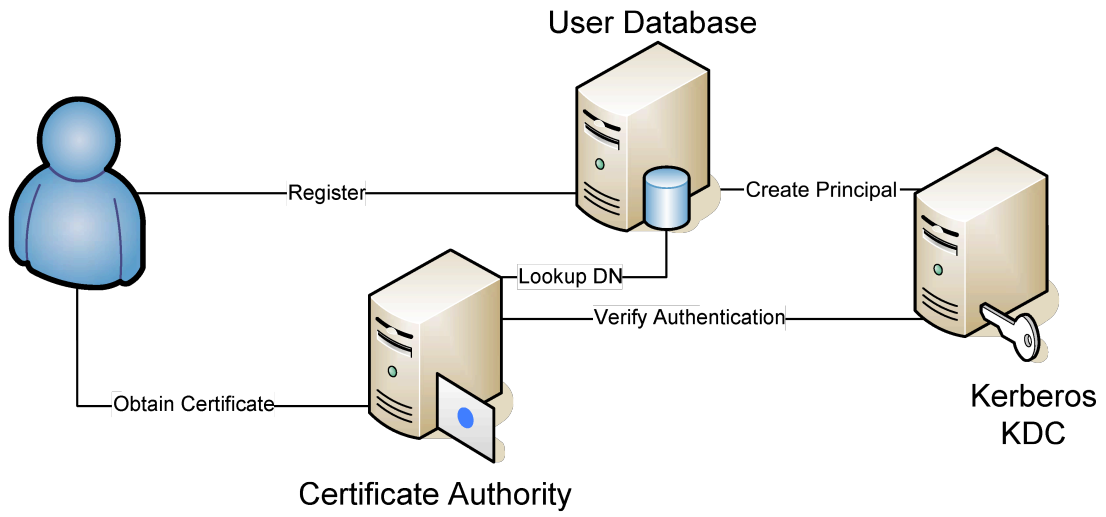 User Database
Register
Create Principal
Lookup DN
Verify Authentication
Obtain Certificate
Kerberos
KDC
Certificate Authority